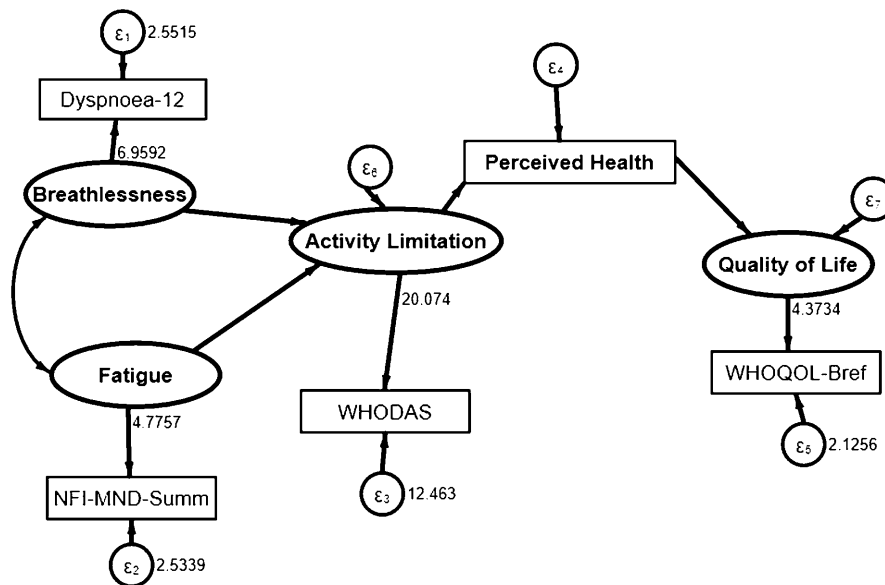 ε₁ 2.5515
Dyspnoea-12
6.9592
Breathlessness
ε₄
Perceived Health
ε₆
Activity Limitation
20.074
ε₇
Quality of Life
4.3734
Fatigue
4.7757
WHODAS
WHOQOL-Bref
NFI-MND-Summ
ε₃ 12.463
ε₅ 2.1256
ε₂ 2.5339